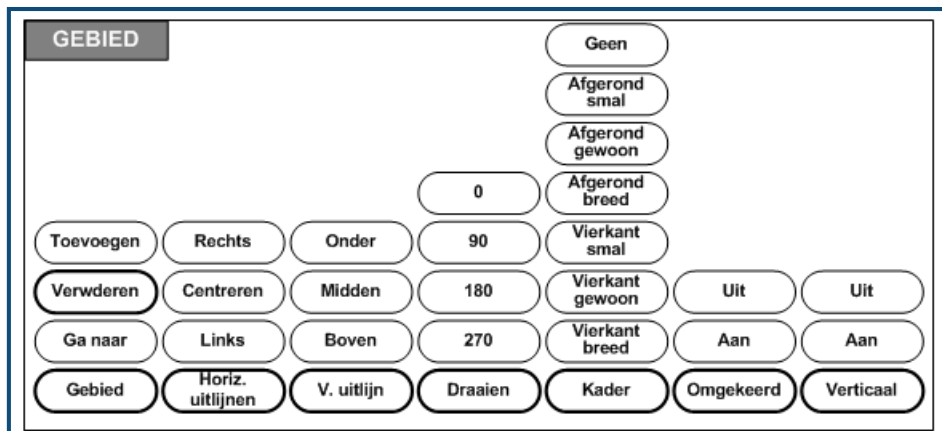 GEBIED
Geen
Afgerond
smal
Afgerond
gewoon
0
Afgerond
breed
Toevoegen
Rechts
Onder
90
Vierkant
smal
Verwderen
Centreren
Midden
180
Vierkant
gewoon
Uit
Uit
Ga naar
Links
Boven
270
Vierkant
breed
Aan
Aan
Gebied
Horiz.
uitlijnen
V. uitlijn
Draaien
Kader
Omgekeerd
Verticaal